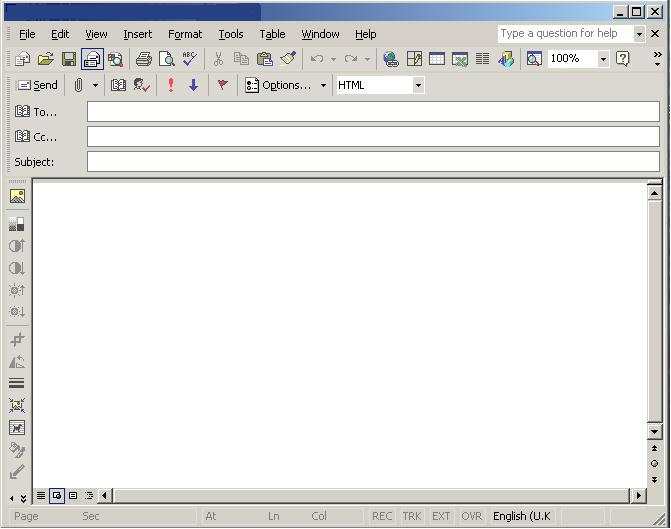 File Edit View Insert Format Tools Table Window Help Type a question for help
ABC 100%
Send Options... HTML
To...
Cc...
Subject:
Page Sec At Ln Col REC TRK EXT OVR English (U.K